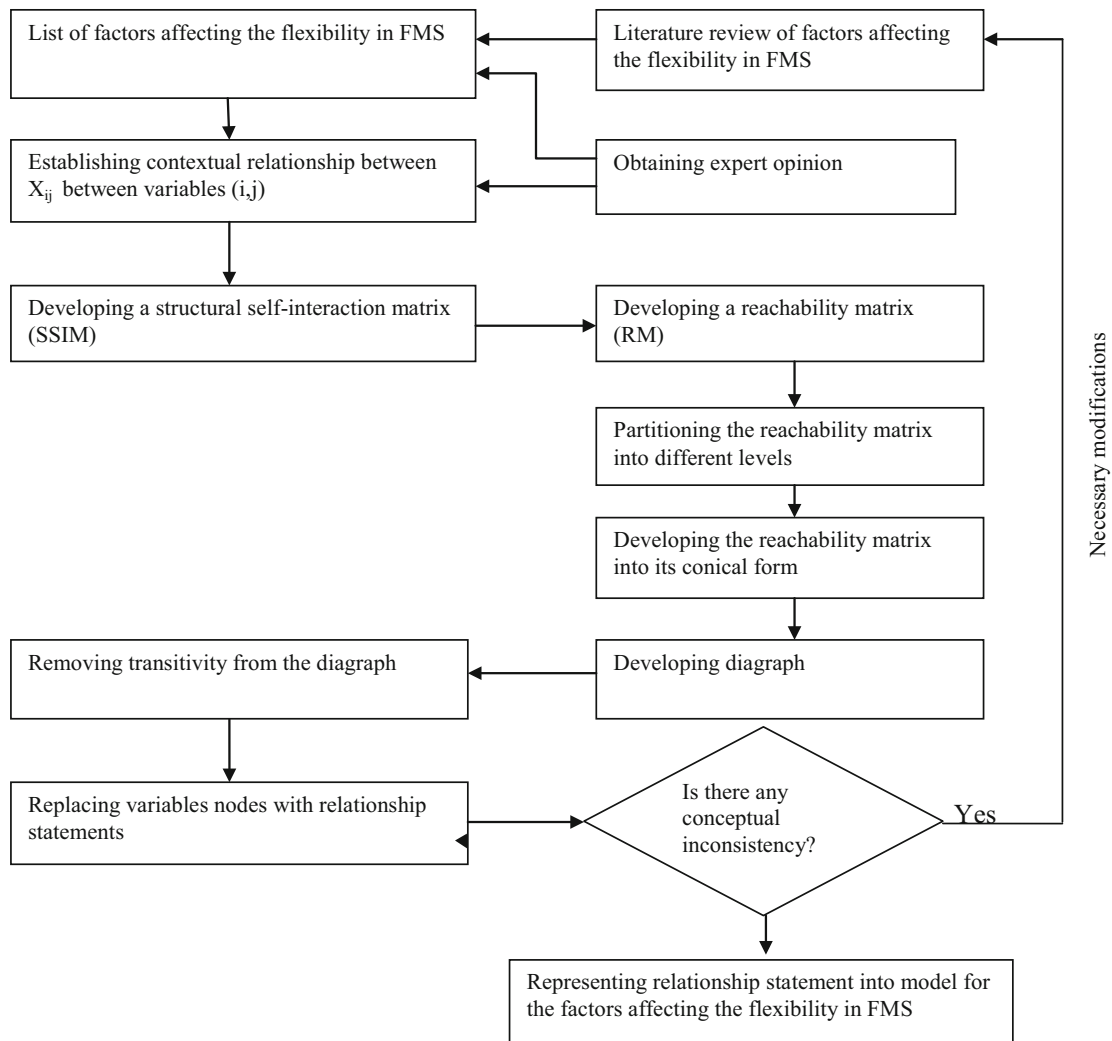 List of factors affecting the flexibility in FMS
Literature review of factors affecting
the flexibility in FMS
Establishing contextual relationship between
X_ij between variables (i,j)
Obtaining expert opinion
Developing a structural self-interaction matrix
(SSIM)
Developing a reachability matrix
(RM)
Partitioning the reachability matrix
into different levels
Developing the reachability matrix
into its conical form
Removing transitivity from the diagraph
Developing diagraph
Replacing variables nodes with relationship
statements
Is there any
conceptual
inconsistency?
Yes
Necessary modifications
Representing relationship statement into model for
the factors affecting the flexibility in FMS